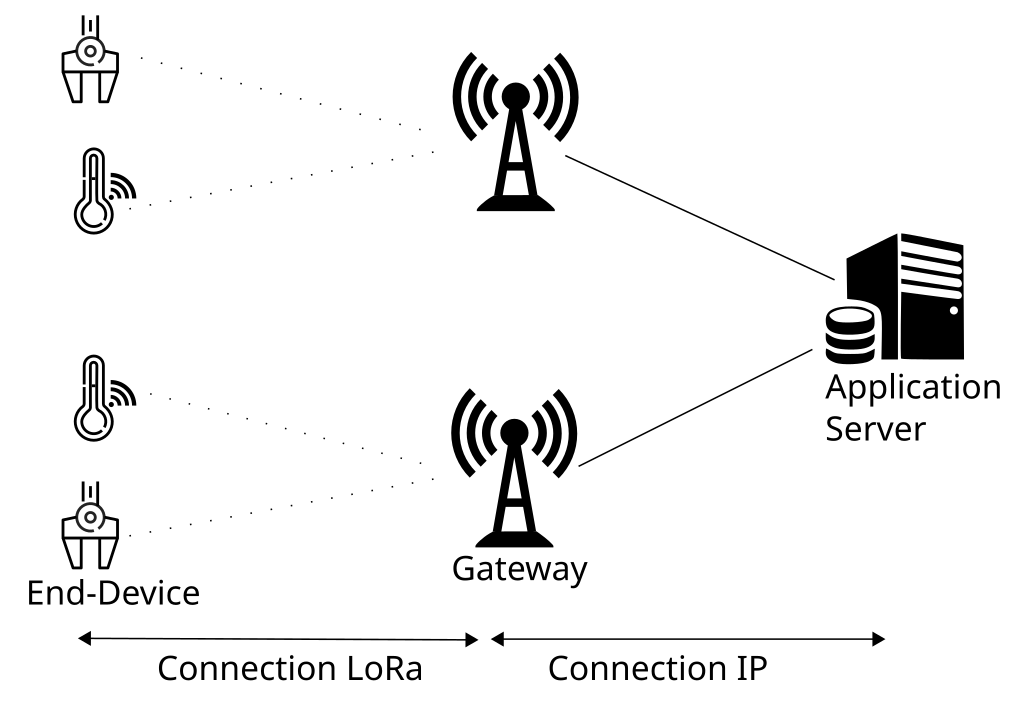 Application
Server
Gateway
End-Device
Connection LoRa
Connection IP